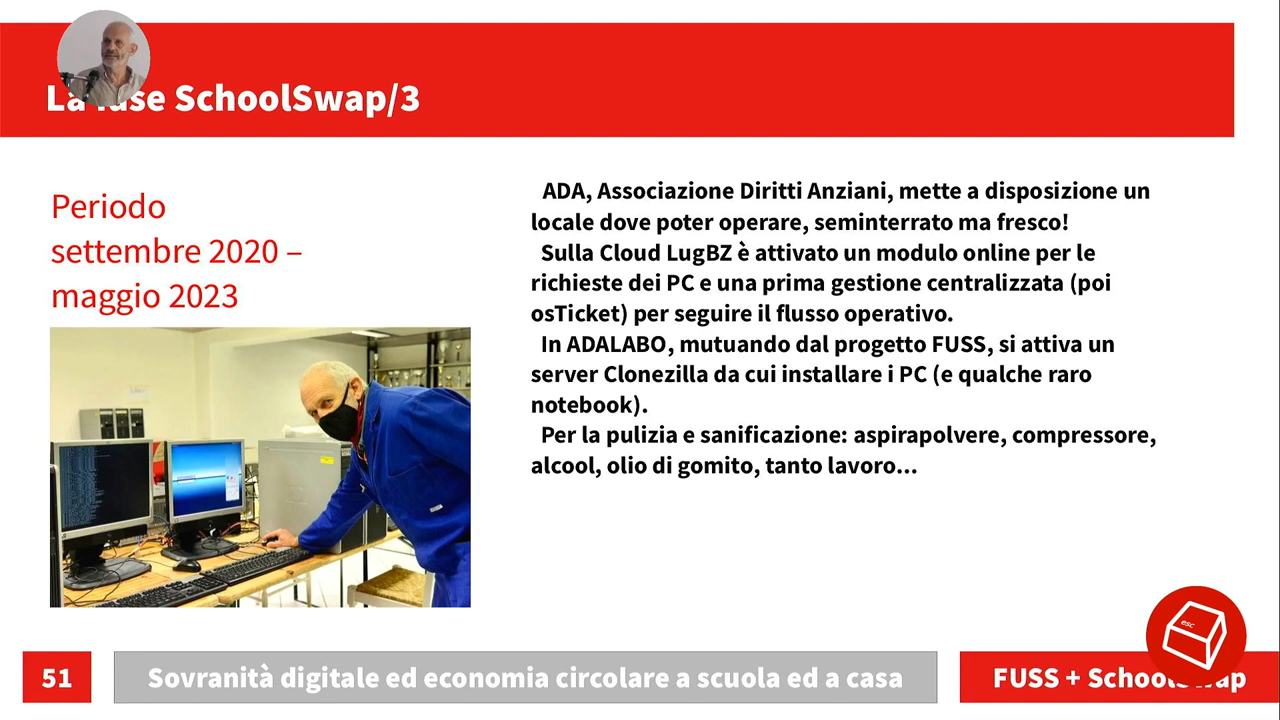 La fase SchoolSwap/3
Periodo
settembre 2020 –
maggio 2023
ADA, Associazione Diritti Anziani, mette a disposizione un
locale dove poter operare, seminterrato ma fresco!
Sulla Cloud LugBZ è attivato un modulo online per le
richieste dei PC e una prima gestione centralizzata (poi
osTicket) per seguire il flusso operativo.
In ADALABO, mutuando dal progetto FUSS, si attiva un
server Clonezilla da cui installare i PC (e qualche raro
notebook).
Per la pulizia e sanificazione: aspirapolvere, compressore,
alcool, olio di gomito, tanto lavoro...
esc
51
Sovranità digitale ed economia circolare a scuola ed a casa
FUSS + SchoolSwap